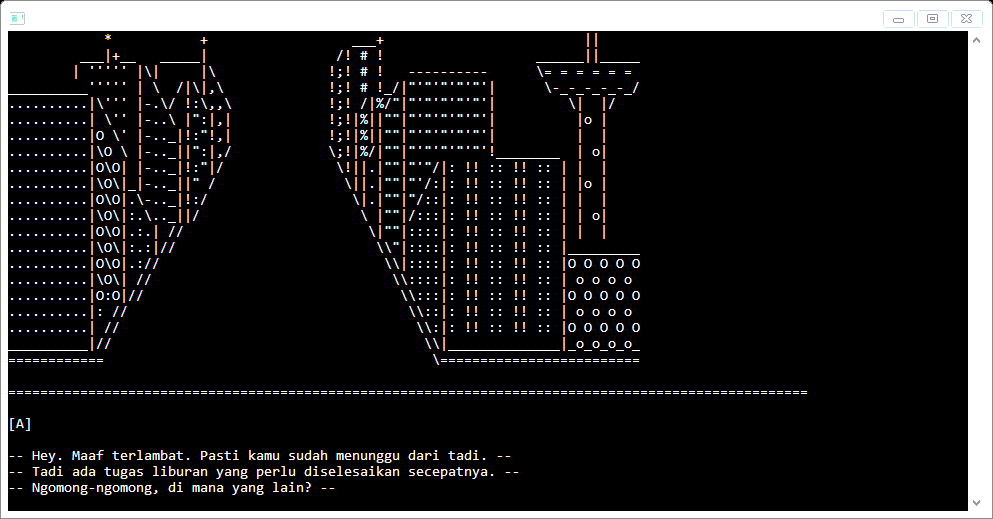 [A]
-- Hey. Maaf terlambat. Pasti kamu sudah menunggu dari tadi. --
-- Tadi ada tugas liburan yang perlu diselesaikan secepatnya. --
-- Ngomong-ngomong, di mana yang lain? --